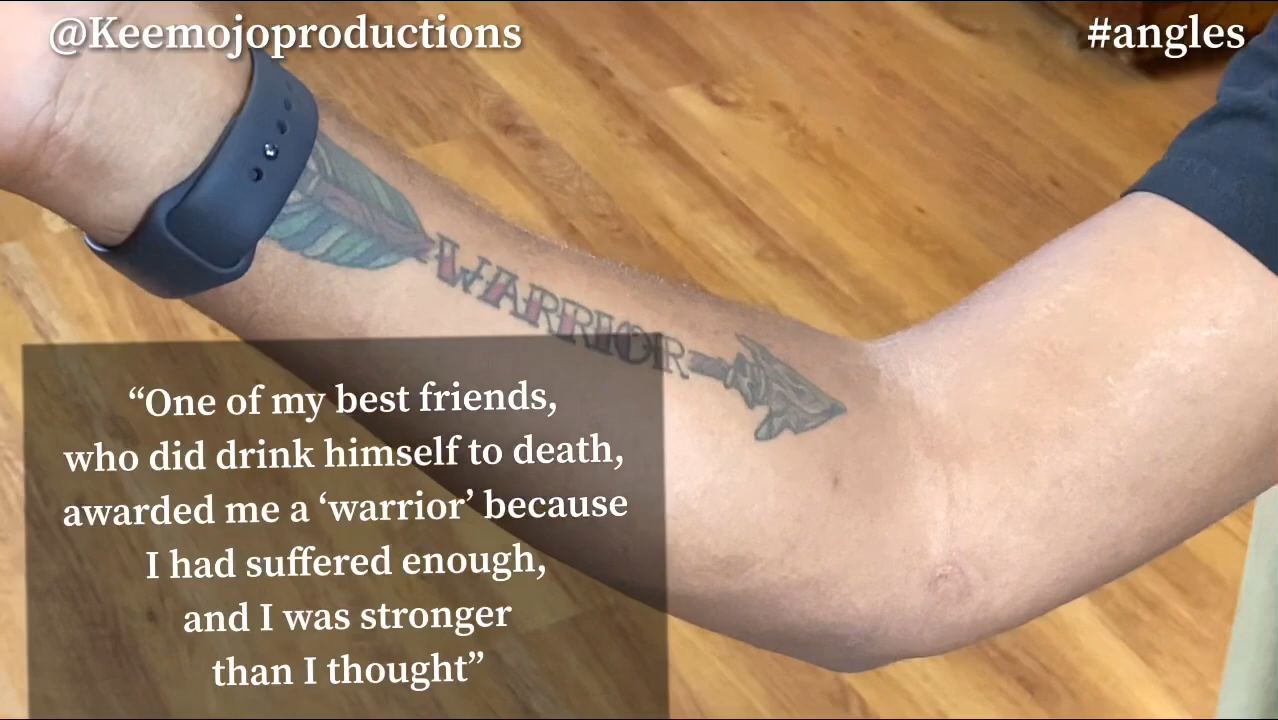 @Keemojoproductions
#angles
WARRIOR
“One of my best friends,
who did drink himself to death,
awarded me a ‘warrior’ because
I had suffered enough,
and I was stronger
than I thought”